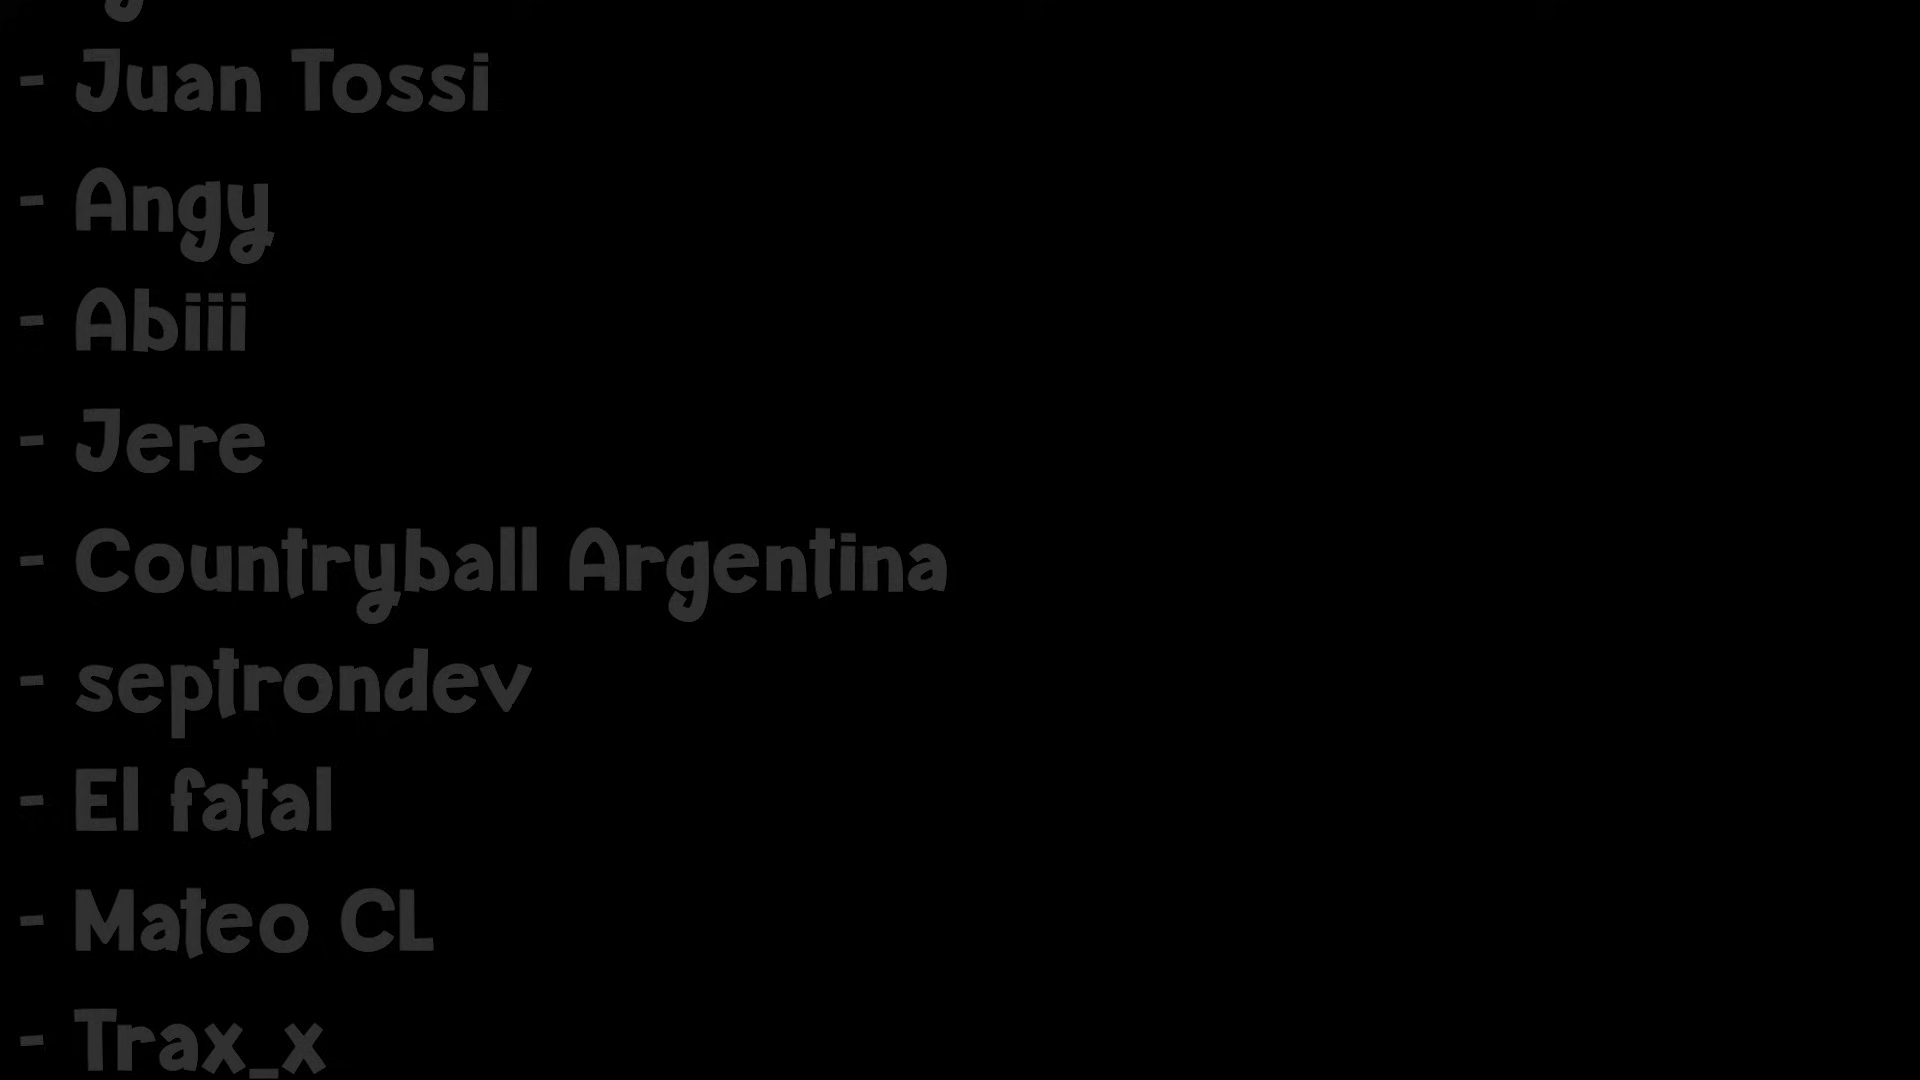 - Juan Tossi
- Angy
- Abiii
- Jere
- Countryball Argentina
- septrondev
- El fatal
- Mateo CL
- Trax_x